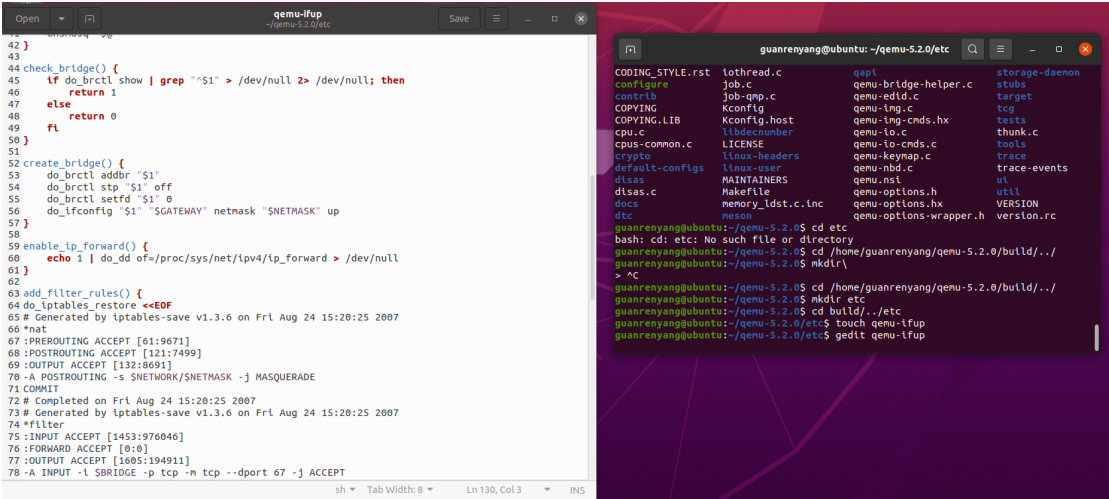 Open
qemu-ifup
~/qemu-5.2.0/etc
Save
42 }
43
44 check_bridge() {
45     if do_brctl show | grep "^$1" > /dev/null 2> /dev/null; then
46         return 1
47     else
48         return 0
49     fi
50 }
51
52 create_bridge() {
53     do_brctl addbr "$1"
54     do_brctl stp "$1" off
55     do_brctl setfd "$1" 0
56     do_ifconfig "$1" "$GATEWAY" netmask "$NETMASK" up
57 }
58
59 enable_ip_forward() {
60     echo 1 | do_dd of=/proc/sys/net/ipv4/ip_forward > /dev/null
61 }
62
63 add_filter_rules() {
64 do_iptables_restore <<EOF
65 # Generated by iptables-save v1.3.6 on Fri Aug 24 15:20:25 2007
66 *nat
67 :PREROUTING ACCEPT [61:9671]
68 :POSTROUTING ACCEPT [121:7499]
69 :OUTPUT ACCEPT [132:8691]
70 -A POSTROUTING -s $NETWORK/$NETMASK -j MASQUERADE
71 COMMIT
72 # Completed on Fri Aug 24 15:20:25 2007
73 # Generated by iptables-save v1.3.6 on Fri Aug 24 15:20:25 2007
74 *filter
75 :INPUT ACCEPT [1453:976046]
76 :FORWARD ACCEPT [0:0]
77 :OUTPUT ACCEPT [1605:194911]
78 -A INPUT -i $BRIDGE -p tcp -m tcp --dport 67 -j ACCEPT
sh Tab Width: 8 Ln 130, Col 3 INS
guanrenyang@ubuntu: ~/qemu-5.2.0/etc
CODING_STYLE.rst iothread.c qapi storage-daemon
configure job.c qemu-bridge-helper.c stubs
contrib job-qmp.c qemu-edid.c target
COPYING Kconfig qemu-img.c tcg
COPYING.LIB Kconfig.host qemu-img-cmds.hx tests
cpu.c libdecnumber qemu-io.c thunk.c
cpus-common.c LICENSE qemu-io-cmds.c tools
crypto linux-headers qemu-keymap.c trace
default-configs linux-user qemu-nbd.c trace-events
disas MAINTAINERS qemu.nsi ui
disas.c Makefile qemu-options.h util
docs memory_ldst.c.inc qemu-options.hx VERSION
dtc meson qemu-options-wrapper.h version.rc
guanrenyang@ubuntu:~/qemu-5.2.0$ cd etc
bash: cd: etc: No such file or directory
guanrenyang@ubuntu:~/qemu-5.2.0$ cd /home/guanrenyang/qemu-5.2.0/build/../
guanrenyang@ubuntu:~/qemu-5.2.0$ mkdir\
> ^C
guanrenyang@ubuntu:~/qemu-5.2.0$ cd /home/guanrenyang/qemu-5.2.0/build/../
guanrenyang@ubuntu:~/qemu-5.2.0$ mkdir etc
guanrenyang@ubuntu:~/qemu-5.2.0$ cd build/../etc
guanrenyang@ubuntu:~/qemu-5.2.0/etc$ touch qemu-ifup
guanrenyang@ubuntu:~/qemu-5.2.0/etc$ gedit qemu-ifup